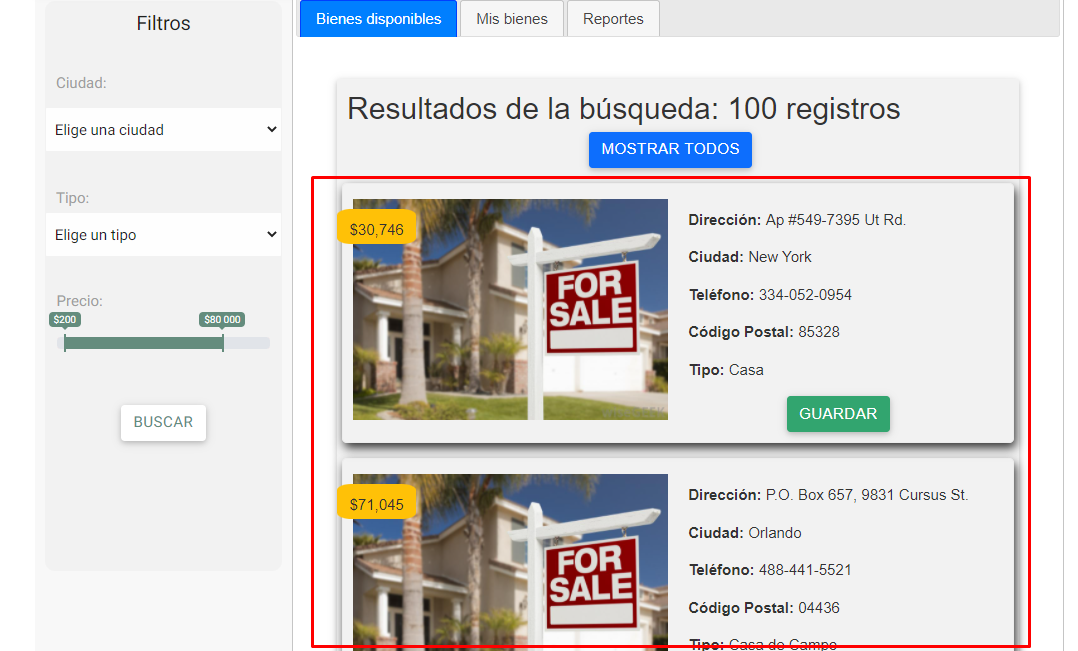 Filtros
Ciudad:
Elige una ciudad
Tipo:
Elige un tipo
Precio:
$200
$80 000
BUSCAR
Bienes disponibles
Mis bienes
Reportes
Resultados de la búsqueda: 100 registros
MOSTRAR TODOS
$30,746
FOR
SALE
Dirección: Ap #549-7395 Ut Rd.
Ciudad: New York
Teléfono: 334-052-0954
Código Postal: 85328
Tipo: Casa
GUARDAR
$71,045
FOR
SALE
Dirección: P.O. Box 657, 9831 Cursus St.
Ciudad: Orlando
Teléfono: 488-441-5521
Código Postal: 04436
Tipo: Casa de Campo